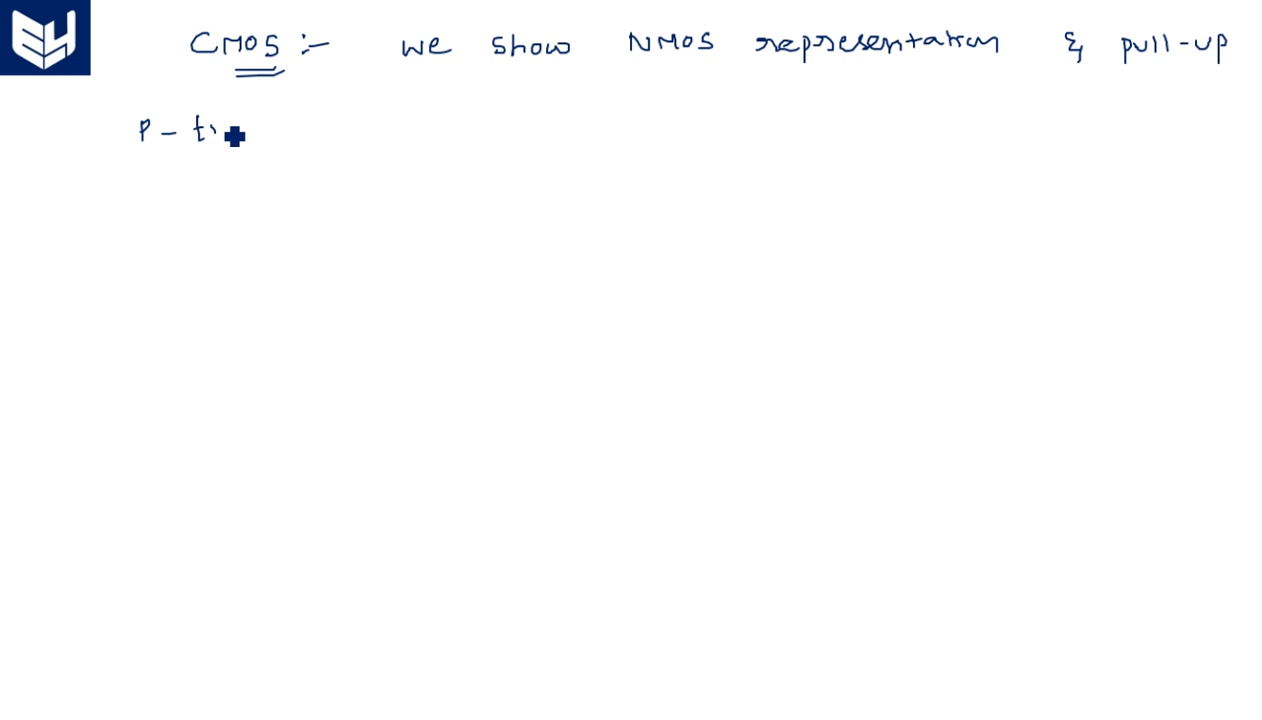 CMOS :- we show NMOS representation & pull-up
P - t